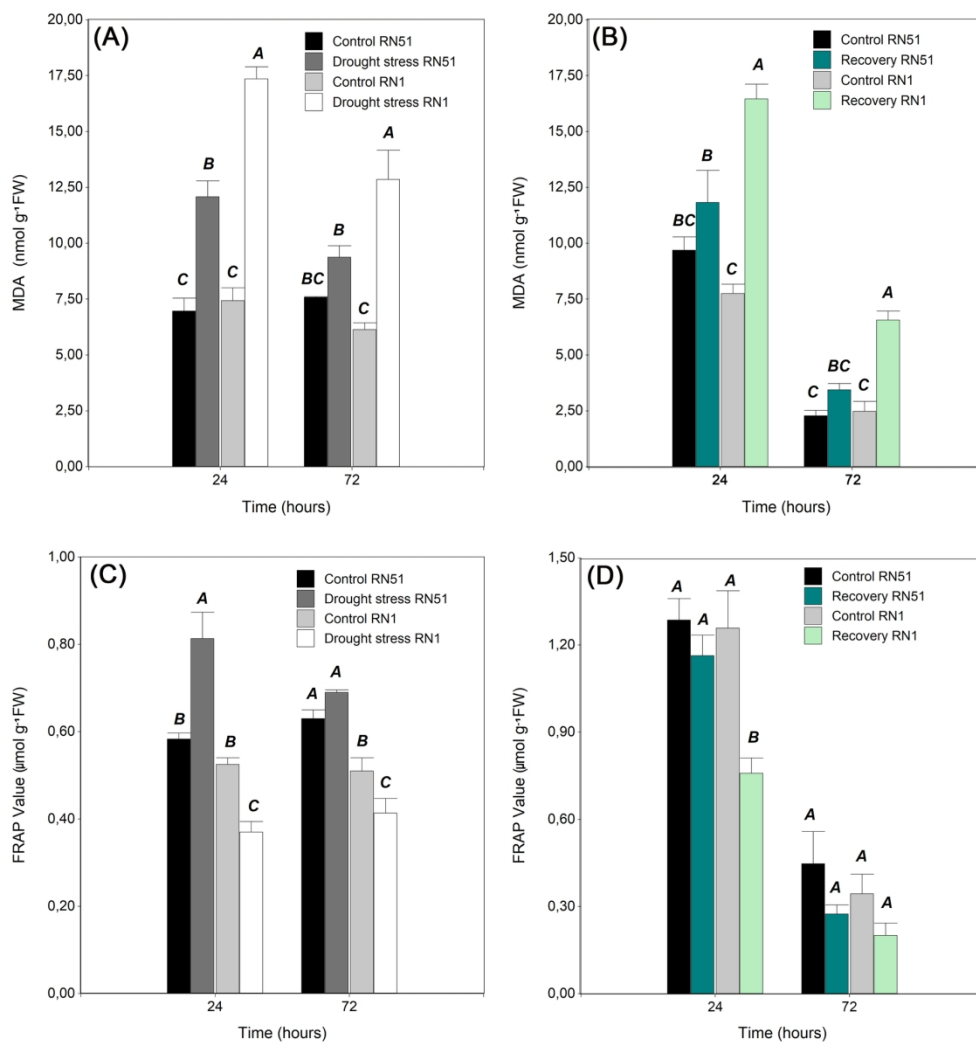 (A)
Control RN51
Drought stress RN51
Control RN1
Drought stress RN1
MDA (nmol g⁻¹FW)
20,00
17,50
15,00
12,50
10,00
7,50
5,00
2,50
0,00
C
B
C
A
BC
B
C
A
24
72
Time (hours)
(B)
Control RN51
Recovery RN51
Control RN1
Recovery RN1
MDA (nmol g⁻¹FW)
20,00
17,50
15,00
12,50
10,00
7,50
5,00
2,50
0,00
BC
B
C
A
C
BC
C
A
24
72
Time (hours)
(C)
Control RN51
Drought stress RN51
Control RN1
Drought stress RN1
FRAP Value (µmol g⁻¹FW)
1,00
0,80
0,60
0,40
0,20
0,00
B
A
B
C
A
A
B
C
24
72
Time (hours)
(D)
Control RN51
Recovery RN51
Control RN1
Recovery RN1
FRAP Value (µmol g⁻¹FW)
1,50
1,20
0,90
0,60
0,30
0,00
A
A
A
B
A
A
A
A
24
72
Time (hours)